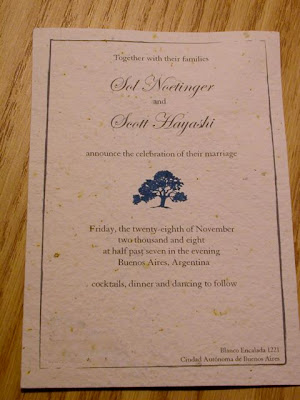 Together with their families
Sol Noetinger
and
Scott Hayashi
announce the celebration of their marriage
Friday, the twenty-eighth of November
two thousand and eight
at half past seven in the evening
Buenos Aires, Argentina
cocktails, dinner and dancing to follow
Blanco Encalada 1225
Ciudad Autónoma de Buenos Aires